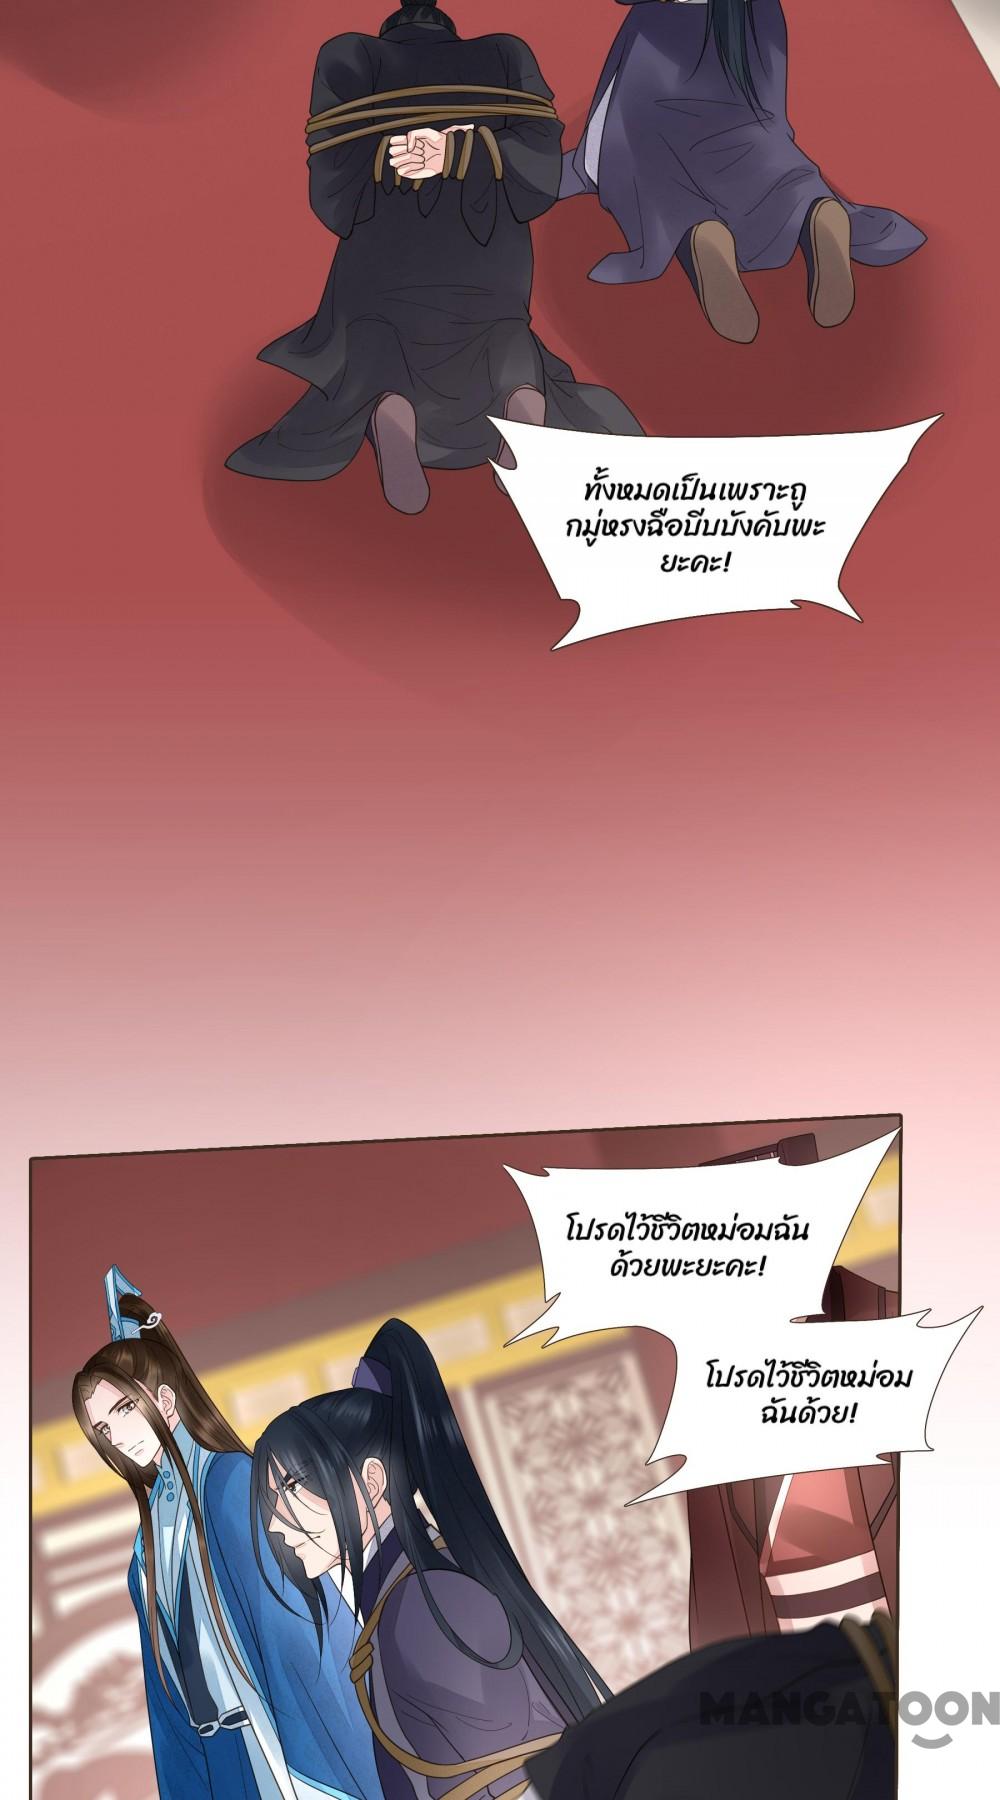 ทั้งหมดเป็นเพราะถู
กมู่หรงฉือบีบบังคับพะ
ยะคะ!
โปรดไว้ชีวิตหม่อมฉัน
ด้วยพะยะคะ!
โปรดไว้ชีวิตหม่อม
ฉันด้วย!
MANGATOON